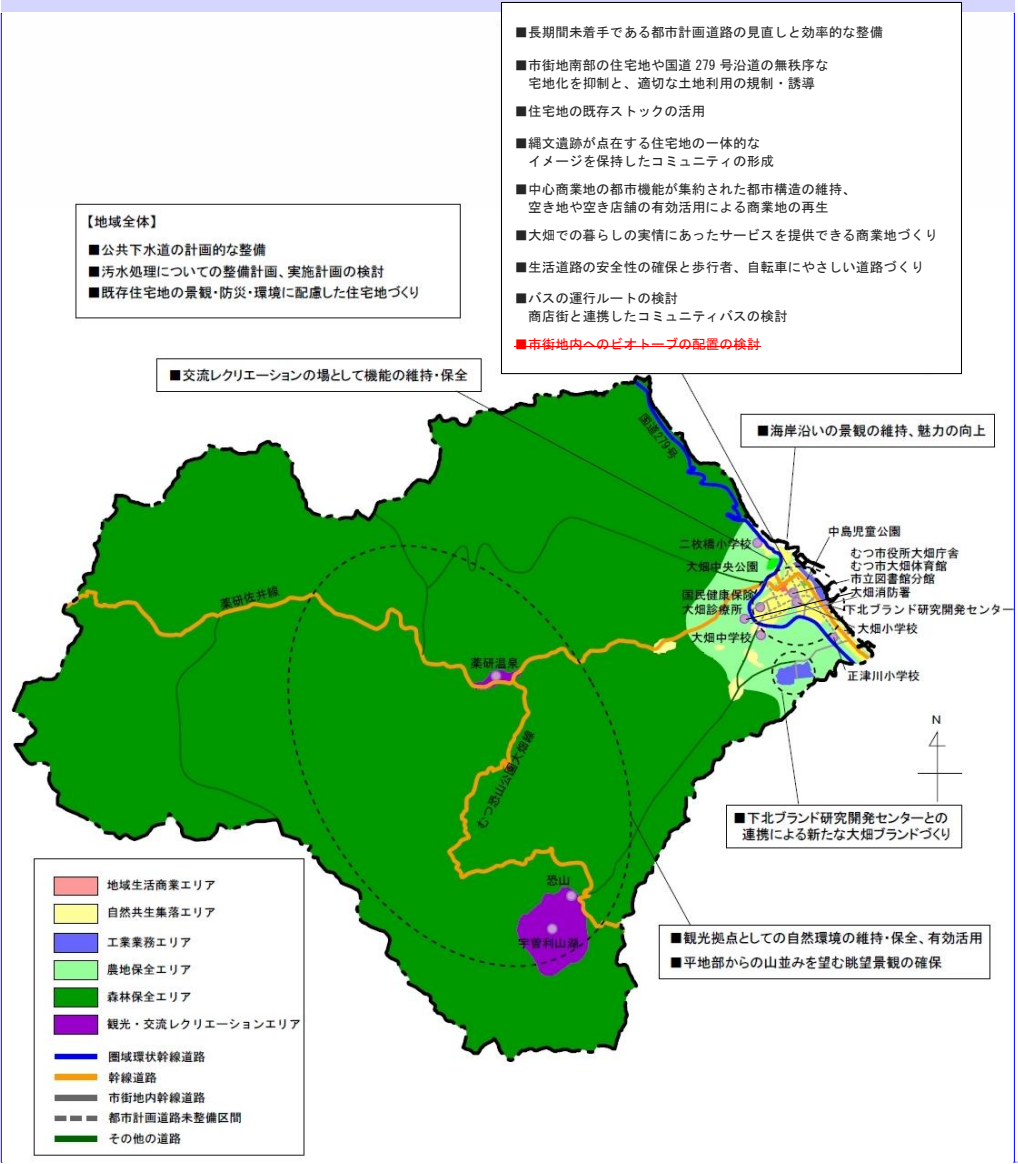 ■長期間未着手である都市計画道路の見直しと効率的な整備
■市街地南部の住宅地や国道 279 号沿道の無秩序な
宅地化を抑制と、適切な土地利用の規制・誘導
■住宅地の既存ストックの活用
■縄文遺跡が点在する住宅地の一体的な
イメージを保持したコミュニティの形成
■中心商業地の都市機能が集約された都市構造の維持、
空き地や空き店舗の有効活用による商業地の再生
■大畑での暮らしの実情にあったサービスを提供できる商業地づくり
■生活道路の安全性の確保と歩行者、自転車にやさしい道路づくり
■バスの運行ルートの検討
商店街と連携したコミュニティバスの検討
■市街地内へのビオトープの配置の検討
【地域全体】
■公共下水道の計画的な整備
■汚水処理についての整備計画、実施計画の検討
■既存住宅地の景観・防災・環境に配慮した住宅地づくり
■交流レクリエーションの場として機能の維持・保全
■海岸沿いの景観の維持、魅力の向上
国道279号
中島児童公園
二枚橋小学校
むつ市役所大畑庁舎
むつ市大畑体育館
大畑中央公園
市立図書館分館
大畑消防署
国民健康保険
大畑診療所
下北ブランド研究開発センター
大畑小学校
大畑中学校
正津川小学校
薬研佐井線
薬研温泉
むつ恐山公園大畑線
N
■下北ブランド研究開発センターとの
連携による新たな大畑ブランドづくり
恐山
宇曽利山湖
■観光拠点としての自然環境の維持・保全、有効活用
■平地部からの山並みを望む眺望景観の確保
地域生活商業エリア
自然共生集落エリア
工業業務エリア
農地保全エリア
森林保全エリア
観光・交流レクリエーションエリア
圏域環状幹線道路
幹線道路
市街地内幹線道路
都市計画道路未整備区間
その他の道路